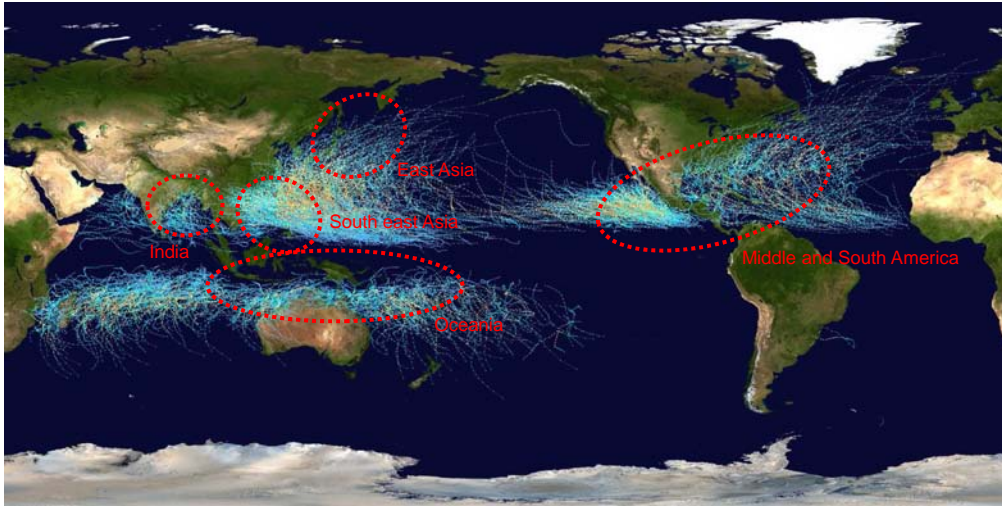 East Asia
South east Asia
India
Middle and South America
Oceania